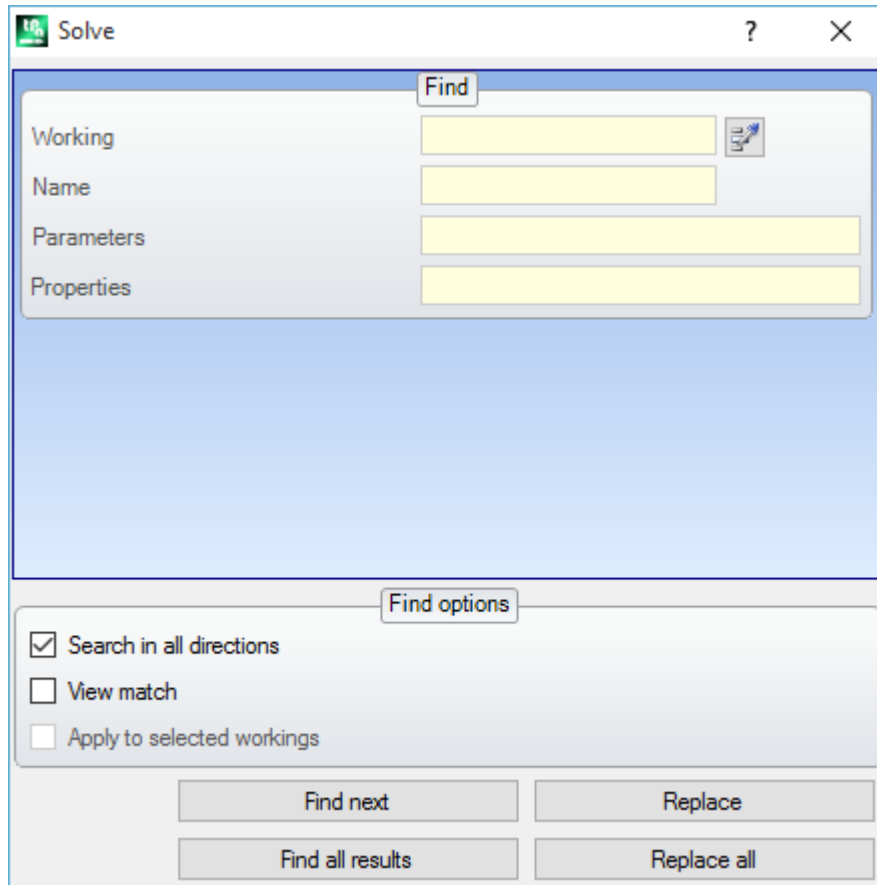 Solve
?
Find
Working
Name
Parameters
Properties
Find options
Search in all directions
View match
Apply to selected workings
Find next Replace
Find all results Replace all